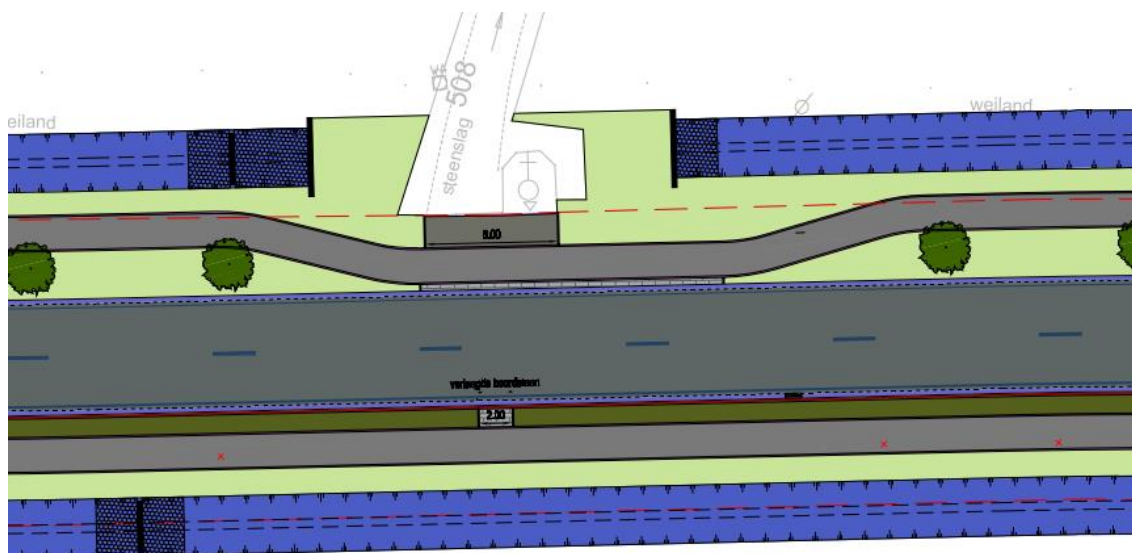 steenslag 508
eiland
weiland
8.00
verlaagde boordsteen
2.00